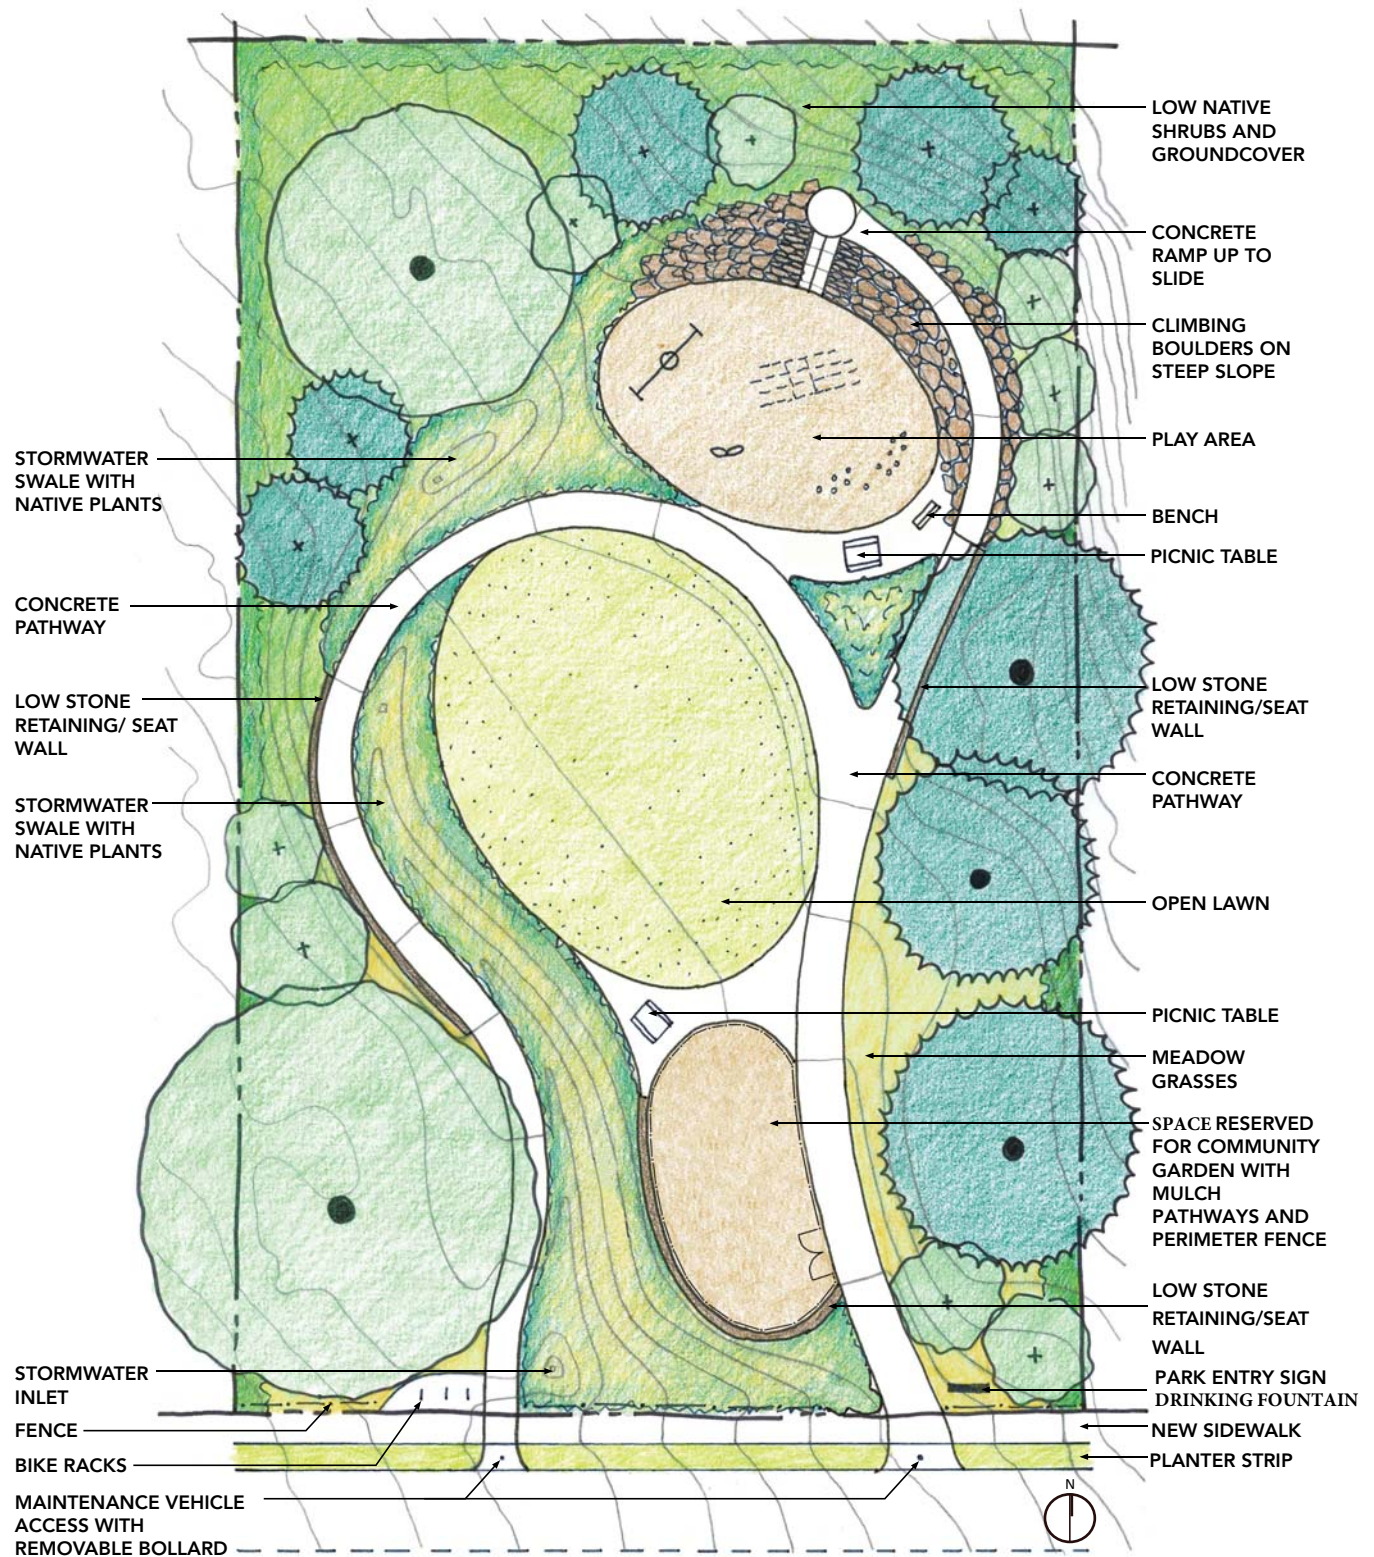 LOW NATIVE
SHRUBS AND
GROUNDCOVER
CONCRETE
RAMP UP TO
SLIDE
CLIMBING
BOULDERS ON
STEEP SLOPE
PLAY AREA
BENCH
PICNIC TABLE
LOW STONE
RETAINING/SEAT
WALL
CONCRETE
PATHWAY
OPEN LAWN
PICNIC TABLE
MEADOW
GRASSES
SPACE RESERVED
FOR COMMUNITY
GARDEN WITH
MULCH
PATHWAYS AND
PERIMETER FENCE
LOW STONE
RETAINING/SEAT
WALL
PARK ENTRY SIGN
DRINKING FOUNTAIN
NEW SIDEWALK
PLANTER STRIP
N
STORMWATER
SWALE WITH
NATIVE PLANTS
CONCRETE
PATHWAY
LOW STONE
RETAINING/ SEAT
WALL
STORMWATER
SWALE WITH
NATIVE PLANTS
STORMWATER
INLET
FENCE
BIKE RACKS
MAINTENANCE VEHICLE
ACCESS WITH
REMOVABLE BOLLARD